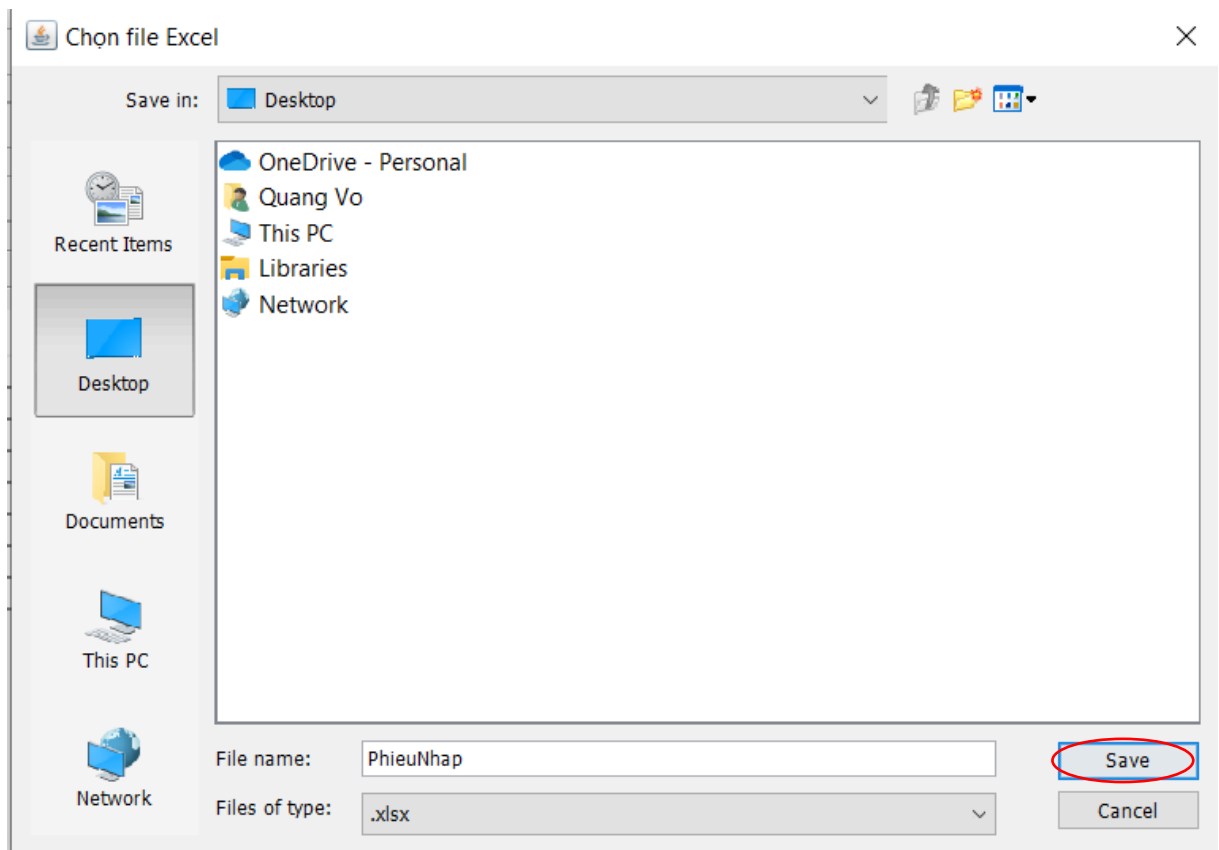 Chọn file Excel
Save in:
Desktop
Recent Items
Desktop
Documents
This PC
Network
OneDrive - Personal
Quang Vo
This PC
Libraries
Network
File name:
PhieuNhap
Save
Files of type:
.xlsx
Cancel